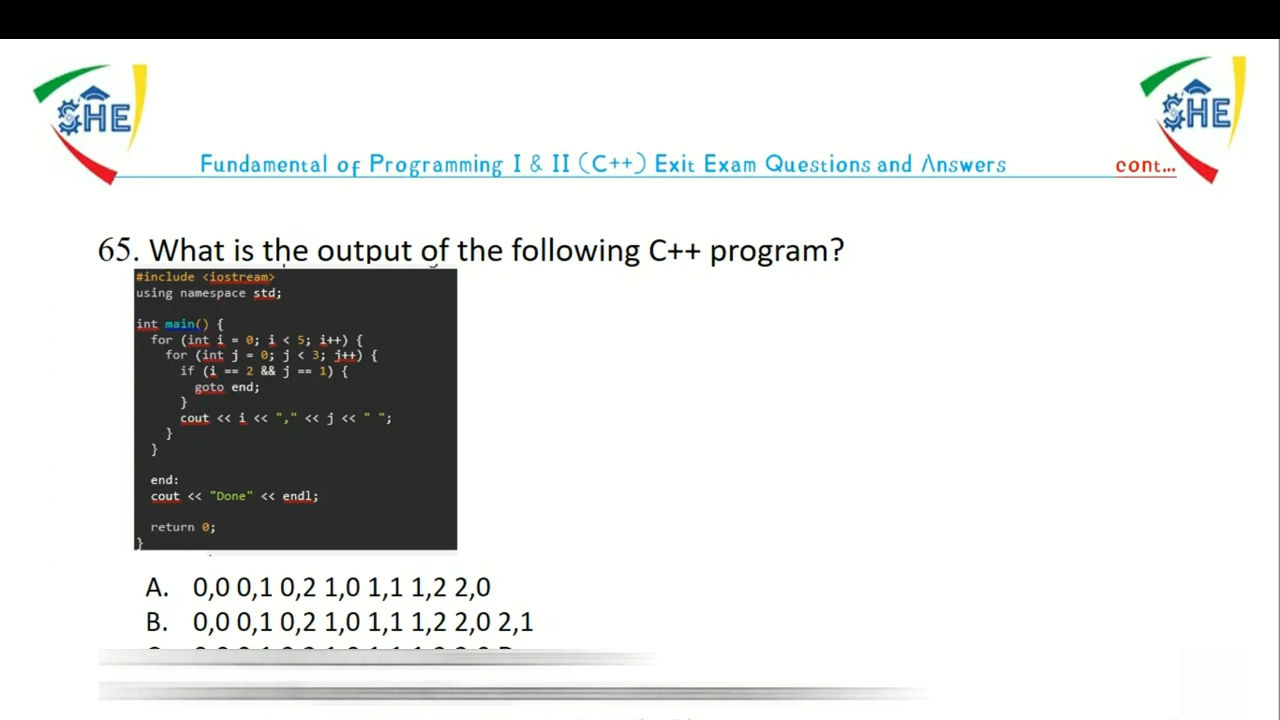 SHE
SHE
Fundamental of Programming I & II (C++) Exit Exam Questions and Answers cont...
65. What is the output of the following C++ program?
#include <iostream>
using namespace std;
int main() {
for (int i = 0; i < 5; i++) {
for (int j = 0; j < 3; j++) {
if (i == 2 && j == 1) {
goto end;
}
cout << i << "," << j << " ";
}
}
end:
cout << "Done" << endl;
return 0;
}
A. 0,0 0,1 0,2 1,0 1,1 1,2 2,0
B. 0,0 0,1 0,2 1,0 1,1 1,2 2,0 2,1